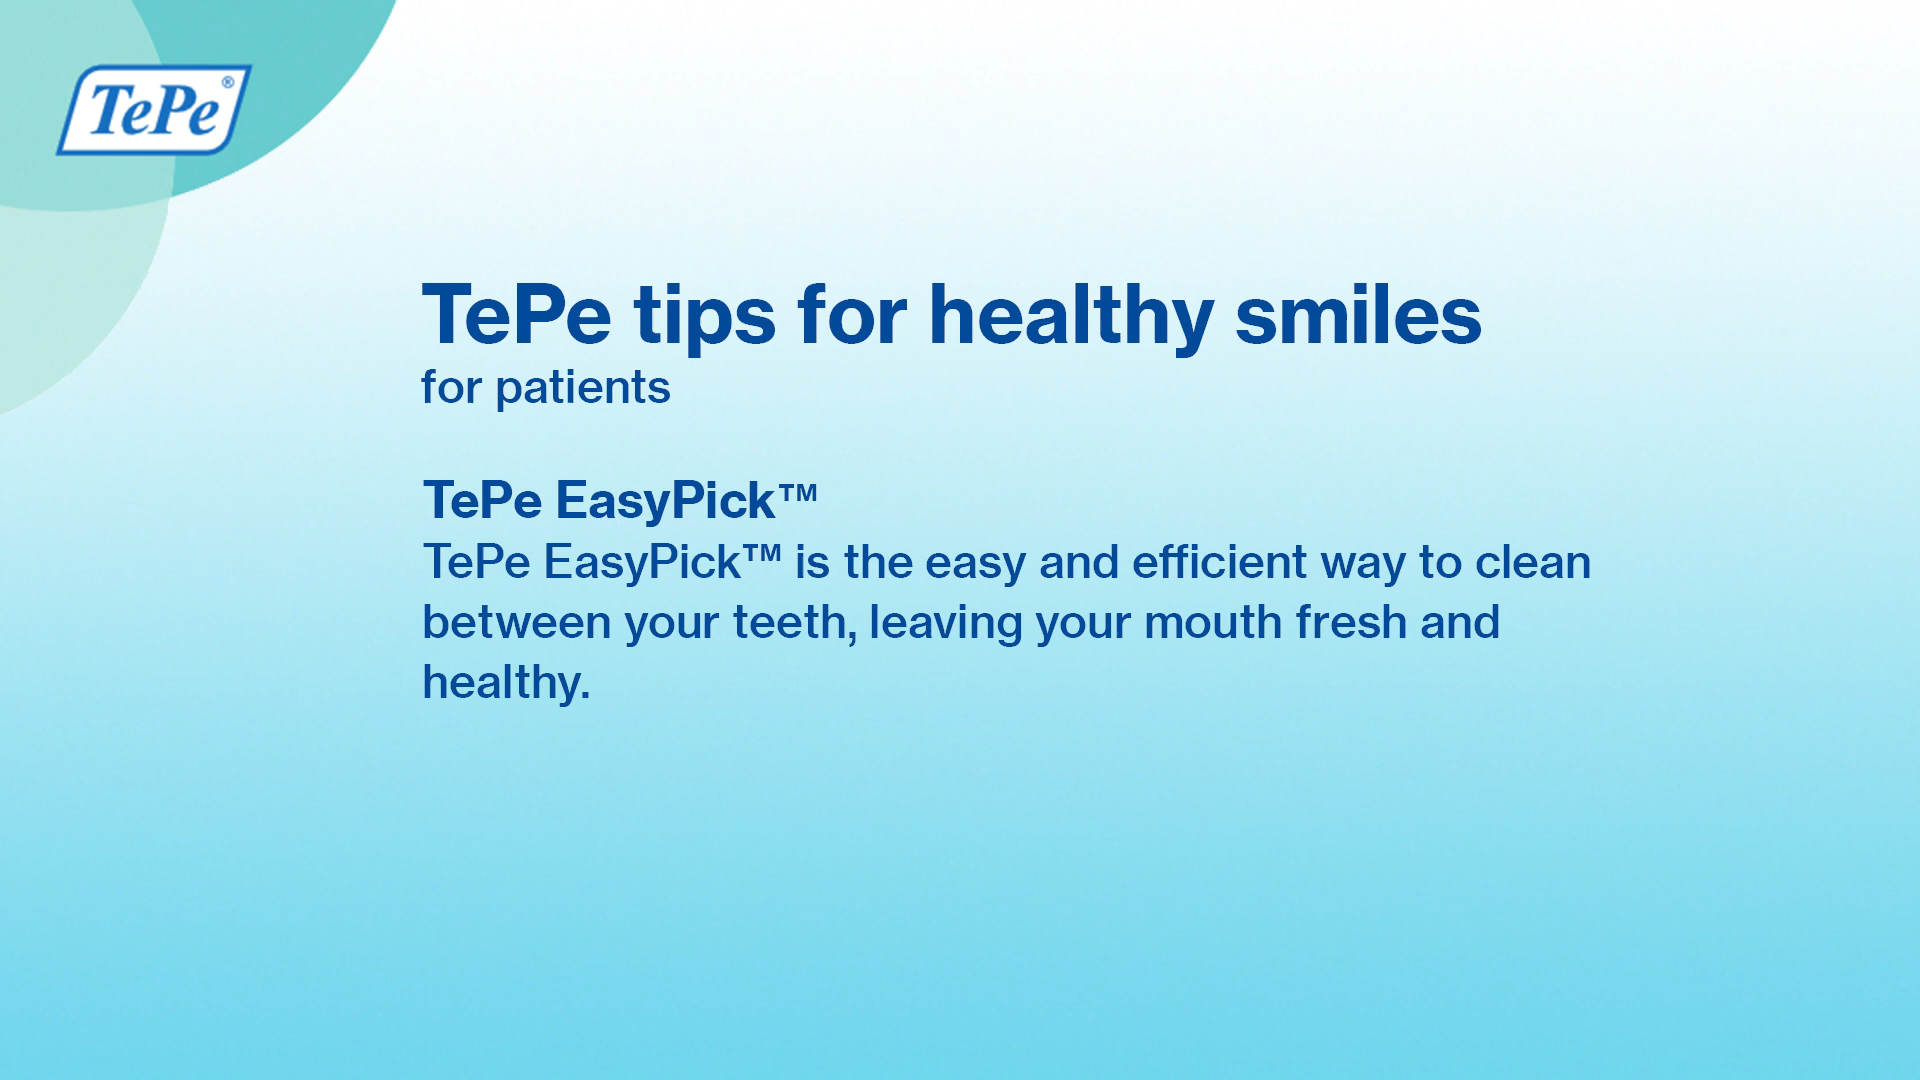 TePe®
TePe tips for healthy smiles
for patients
TePe EasyPick™
TePe EasyPick™ is the easy and efficient way to clean
between your teeth, leaving your mouth fresh and
healthy.